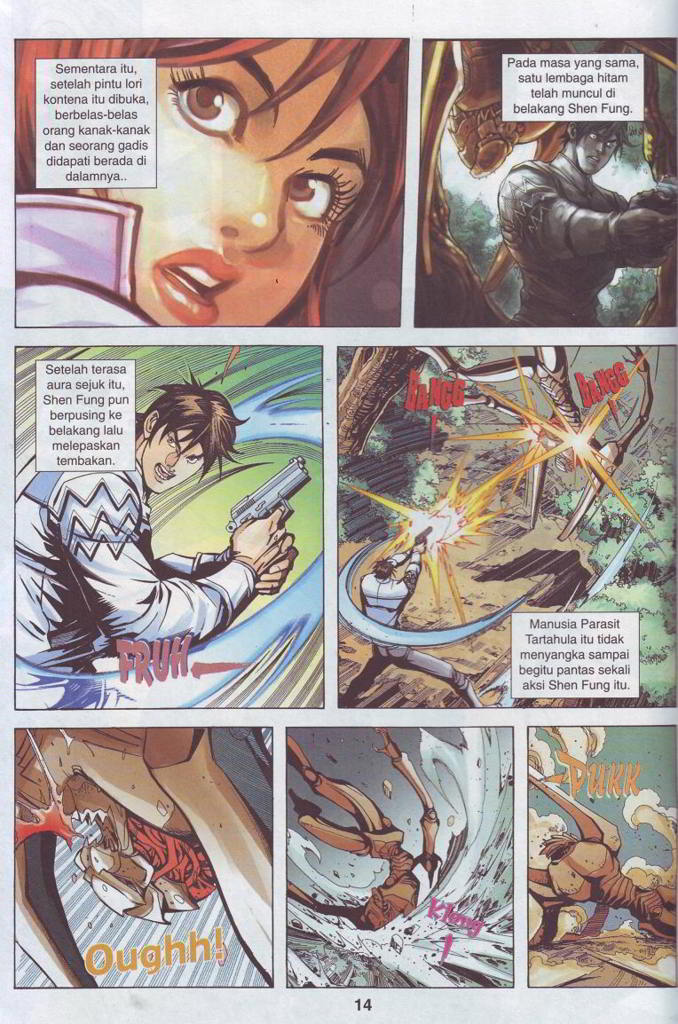 Sementara itu,
setelah pintu lori
kontena itu dibuka,
berbelas-belas
orang kanak-kanak
dan seorang gadis
didapati berada di
dalamnya..
Pada masa yang sama,
satu lembaga hitam
telah muncul di
belakang Shen Fung.
Setelah terasa
aura sejuk itu,
Shen Fung pun
berpusing ke
belakang lalu
melepaskan
tembakan.
FRUH
BANGG!
BANGG!
Manusia Parasit
Tartahula itu tidak
menyangka sampai
begitu pantas sekali
aksi Shen Fung itu.
Oughh!
Klong!
DUKK
14